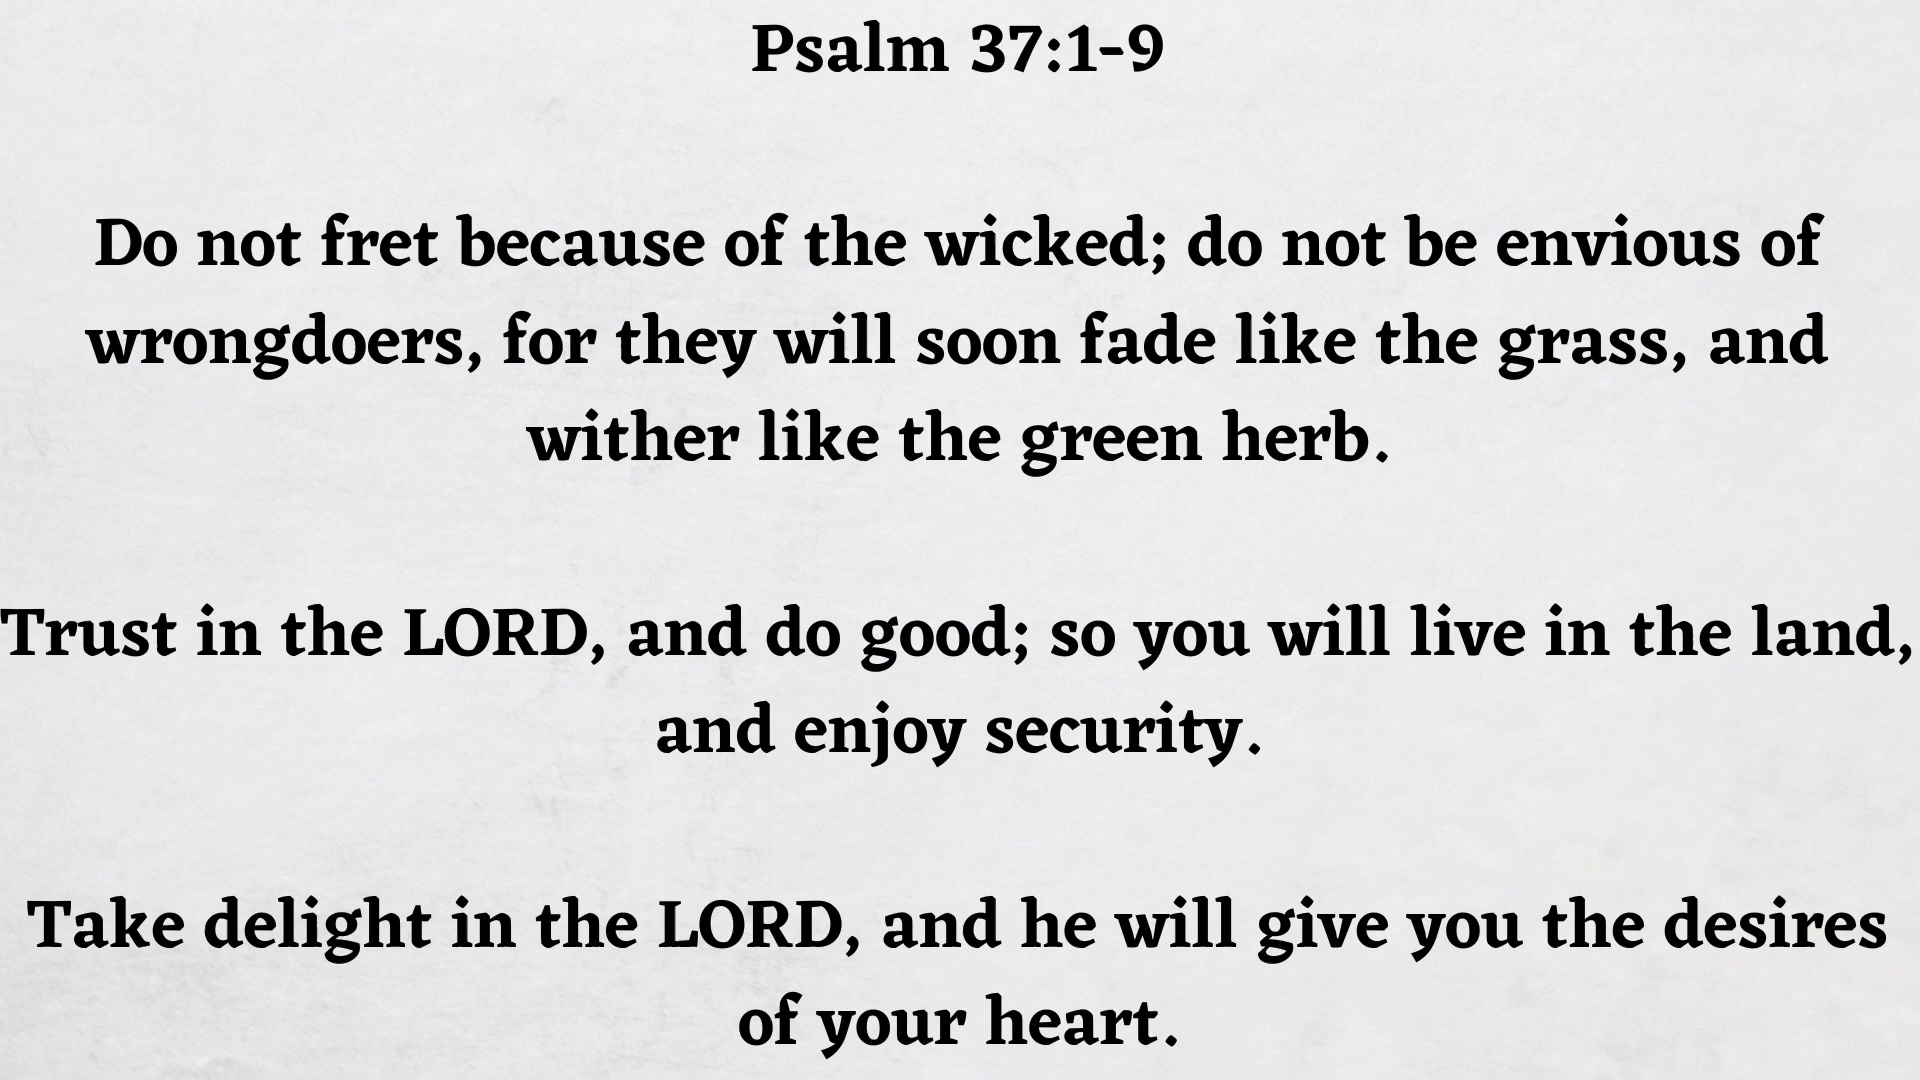 Psalm 37:1-9
Do not fret because of the wicked; do not be envious of
wrongdoers, for they will soon fade like the grass, and
wither like the green herb.
Trust in the LORD, and do good; so you will live in the land,
and enjoy security.
Take delight in the LORD, and he will give you the desires
of your heart.